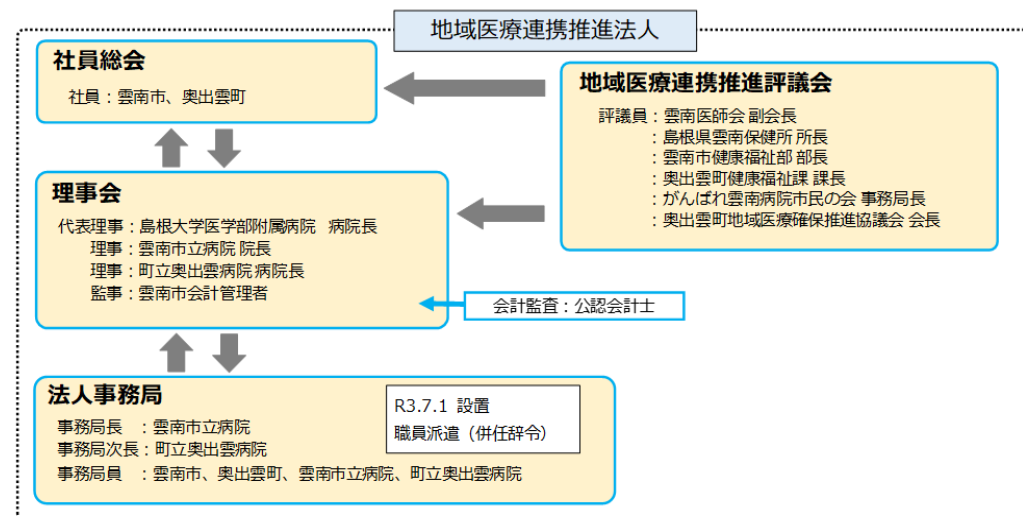 地域医療連携推進法人
社員総会
社員：雲南市、奥出雲町
地域医療連携推進評議会
評議員：雲南医師会 副会長
：島根県雲南保健所 所長
：雲南市健康福祉部 部長
：奥出雲町健康福祉課 課長
：がんばれ雲南病院市民の会 事務局長
：奥出雲町地域医療確保推進協議会 会長
理事会
代表理事：島根大学医学部附属病院 病院長
理事：雲南市立病院 院長
理事：町立奥出雲病院 病院長
監事：雲南市会計管理者
会計監査：公認会計士
法人事務局
事務局長 ：雲南市立病院
事務局次長：町立奥出雲病院
事務局員 ：雲南市、奥出雲町、雲南市立病院、町立奥出雲病院
R3.7.1 設置
職員派遣（併任辞令）